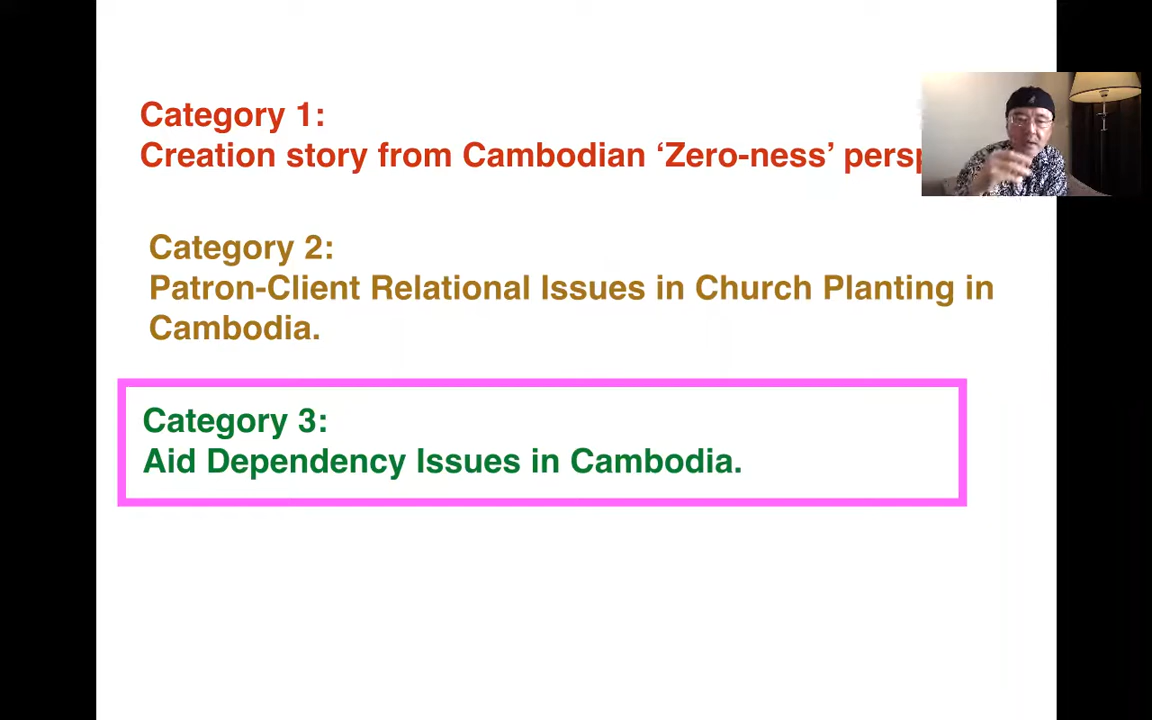 Category 1:
Creation story from Cambodian ‘Zero-ness’
Category 2:
Patron-Client Relational Issues in Church Planting in
Cambodia.
Category 3:
Aid Dependency Issues in Cambodia.